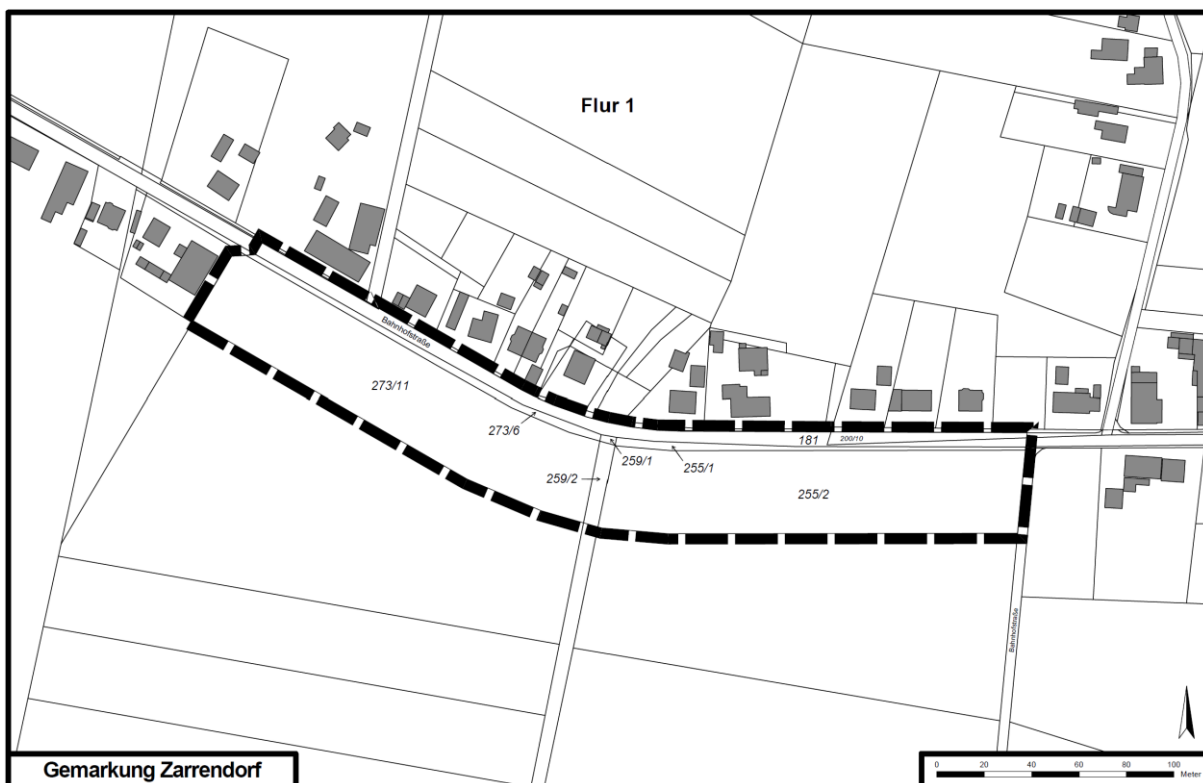 Flur 1
Bahnhofstraße
273/11
273/6
259/1
255/1
181
200/10
259/2
255/2
Bahnhofstraße
Gemarkung Zarrendorf
0 20 40 60 80 100
Meter